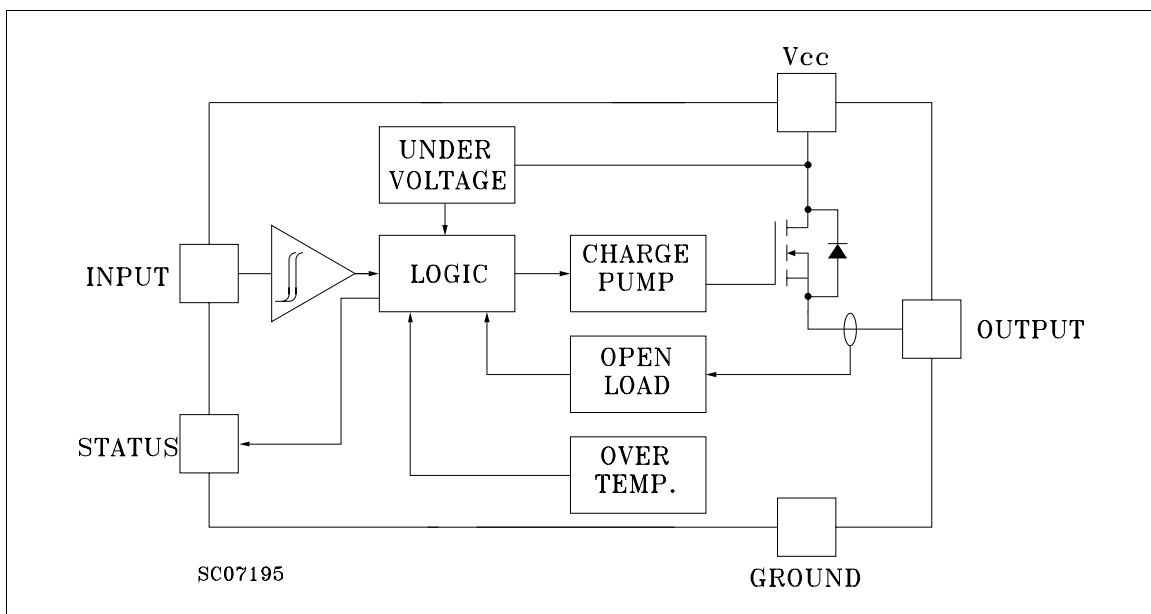 Vcc
UNDER
VOLTAGE
INPUT
LOGIC
CHARGE
PUMP
OUTPUT
OPEN
LOAD
STATUS
OVER
TEMP.
SC07195
GROUND